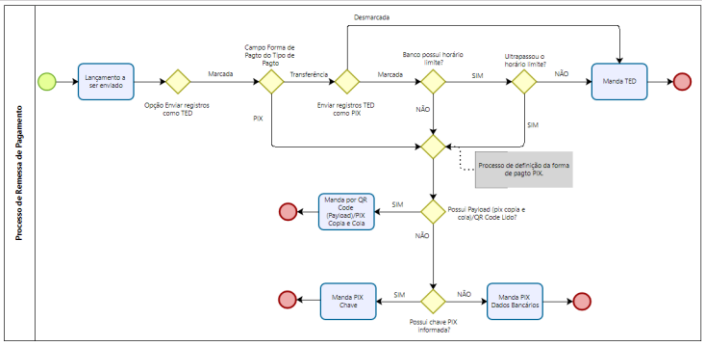 Processo de Remessa de Pagamento
Desmarcada
Lançamento a
ser enviado
Opção Enviar registros
como TED
Marcada
Campo Forma de
Pagto do Tipo de
Pagto
Transferência
PIX
Enviar registros TED
como PIX
Marcada
Banco possui horário
limite?
SIM
NÃO
Ultrapassou o
horário limite?
NÃO
SIM
Manda TED
Processo de definição da forma
de pagto PIX.
Possui Payload (pix copia e
cola)/QR Code Lido?
SIM
Manda por QR
Code
(Payload)/PIX
Copia e Cola
NÃO
Manda PIX
Chave
SIM
Possui chave PIX
informada?
NÃO
Manda PIX
Dados Bancários